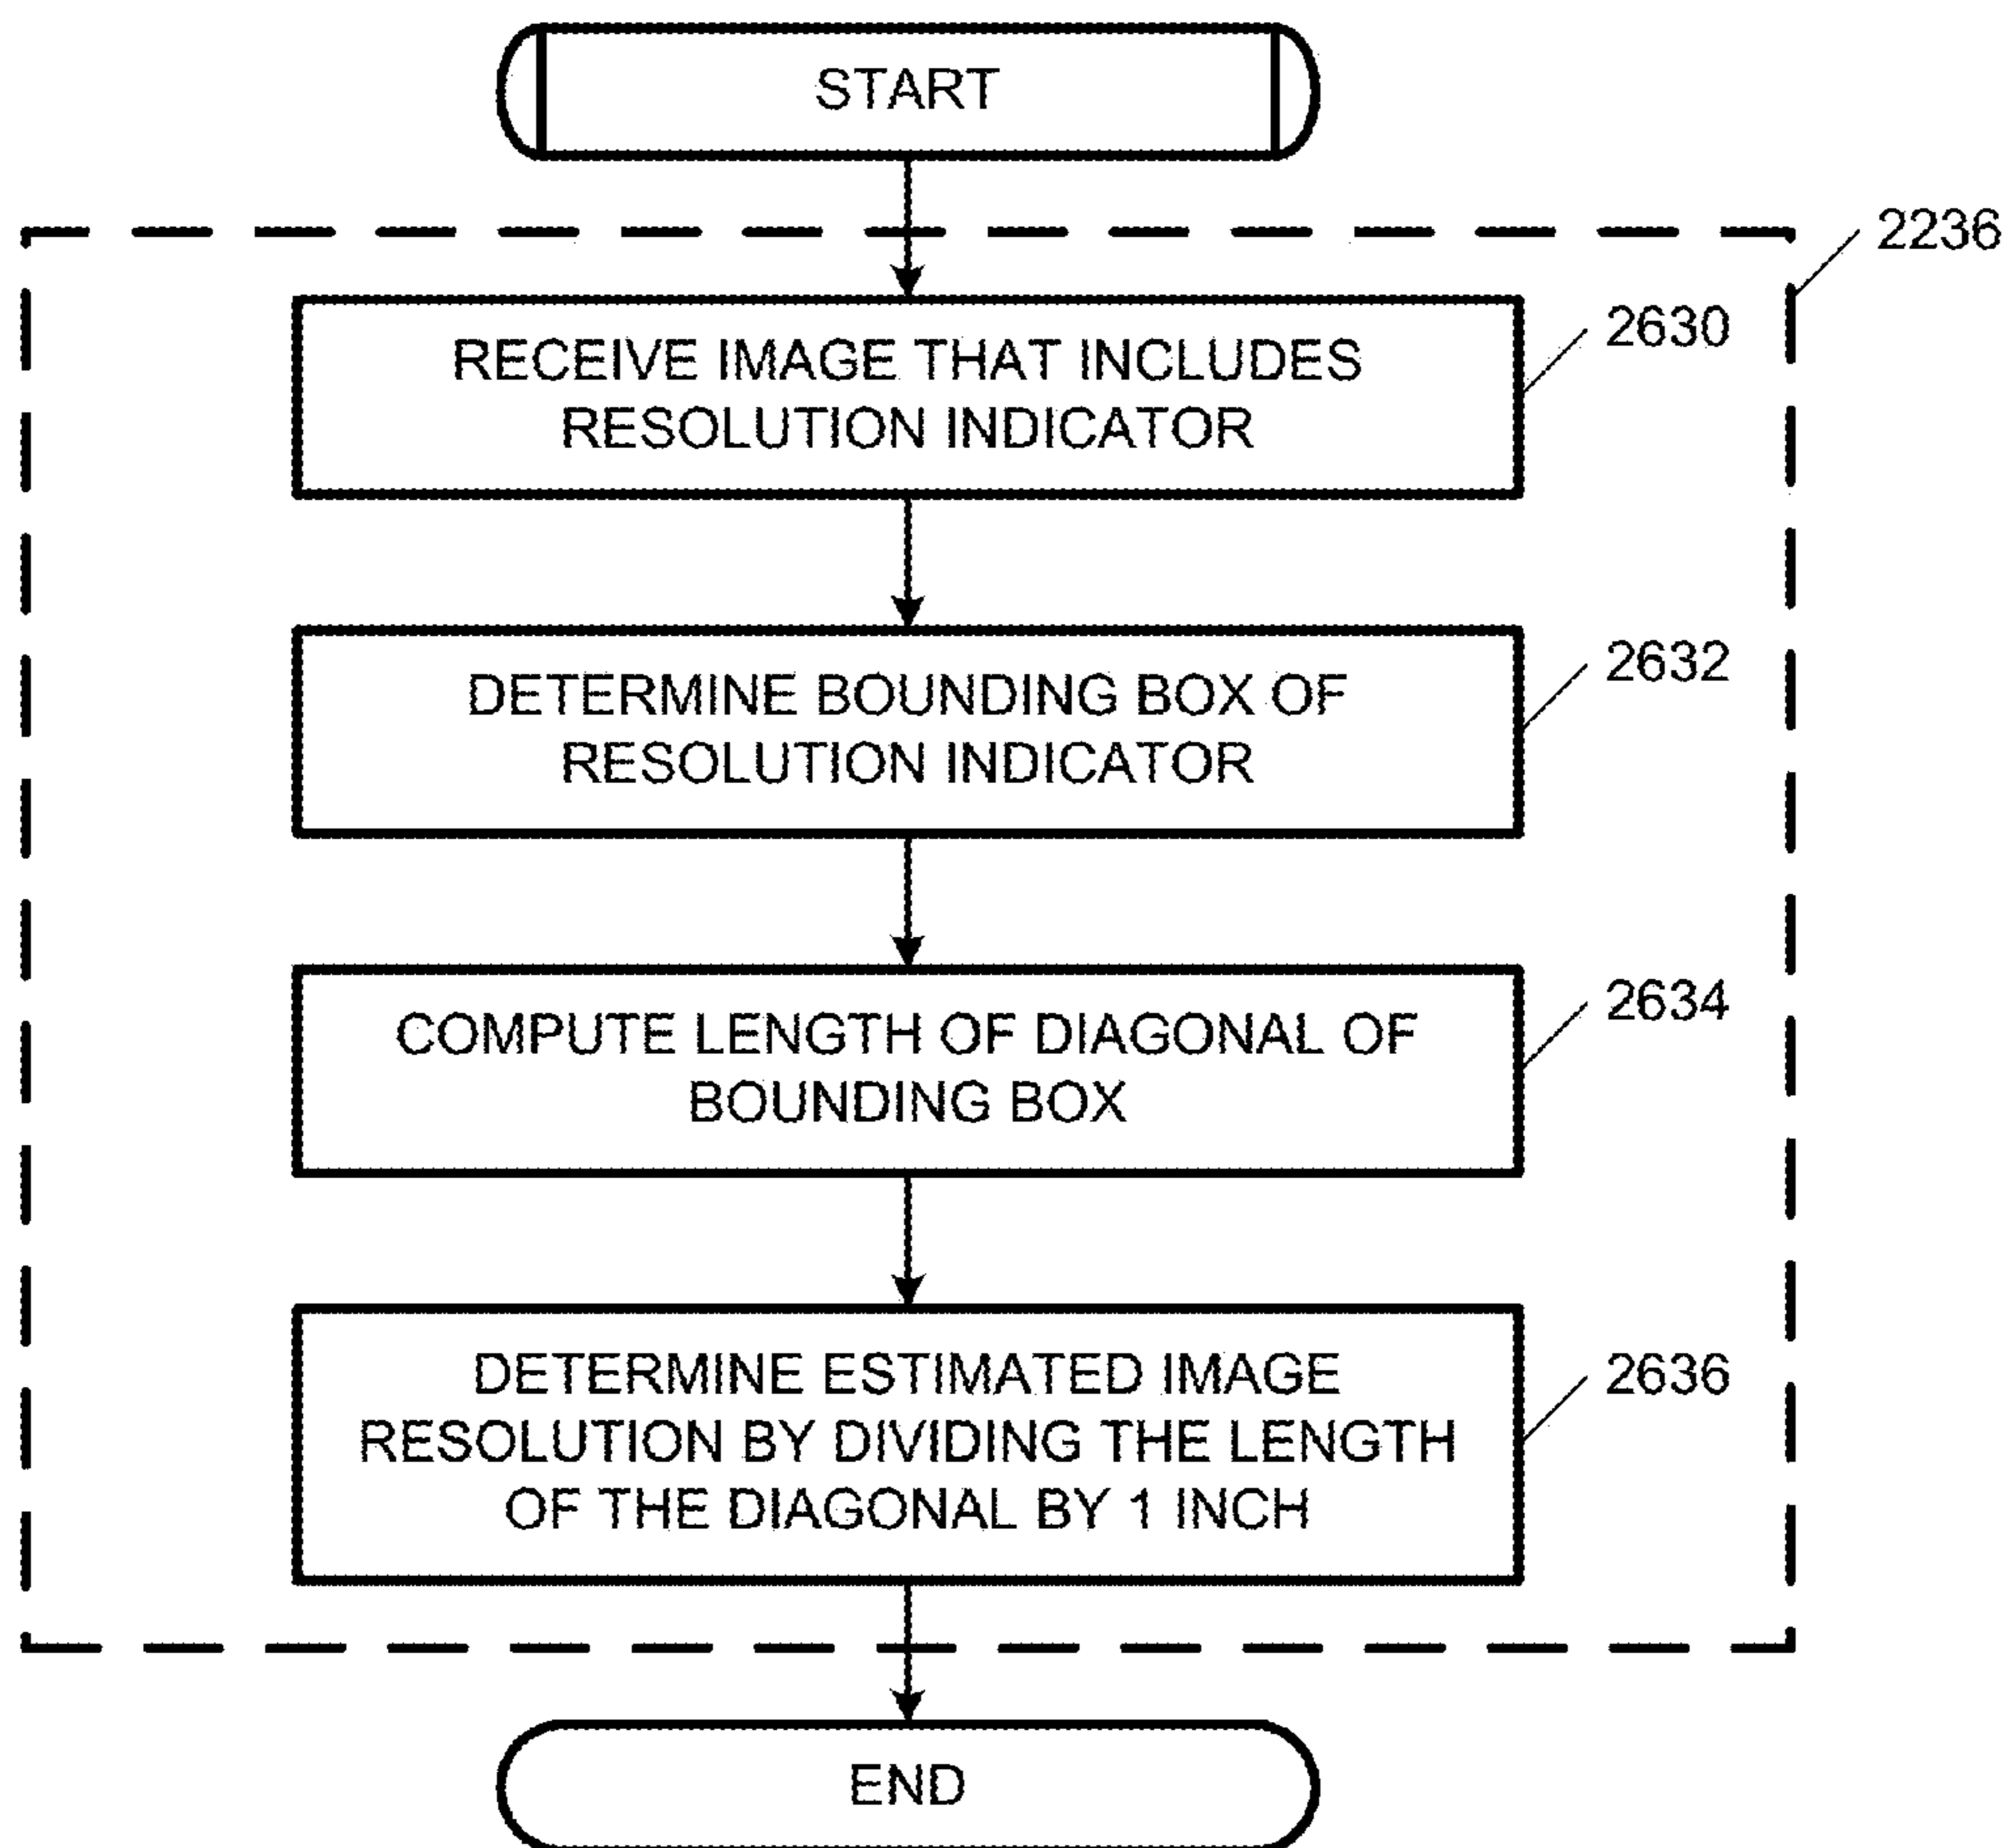 START
2236
RECEIVE IMAGE THAT INCLUDES
RESOLUTION INDICATOR
2630
DETERMINE BOUNDING BOX OF
RESOLUTION INDICATOR
2632
COMPUTE LENGTH OF DIAGONAL OF
BOUNDING BOX
2634
DETERMINE ESTIMATED IMAGE
RESOLUTION BY DIVIDING THE LENGTH
OF THE DIAGONAL BY 1 INCH
2636
END